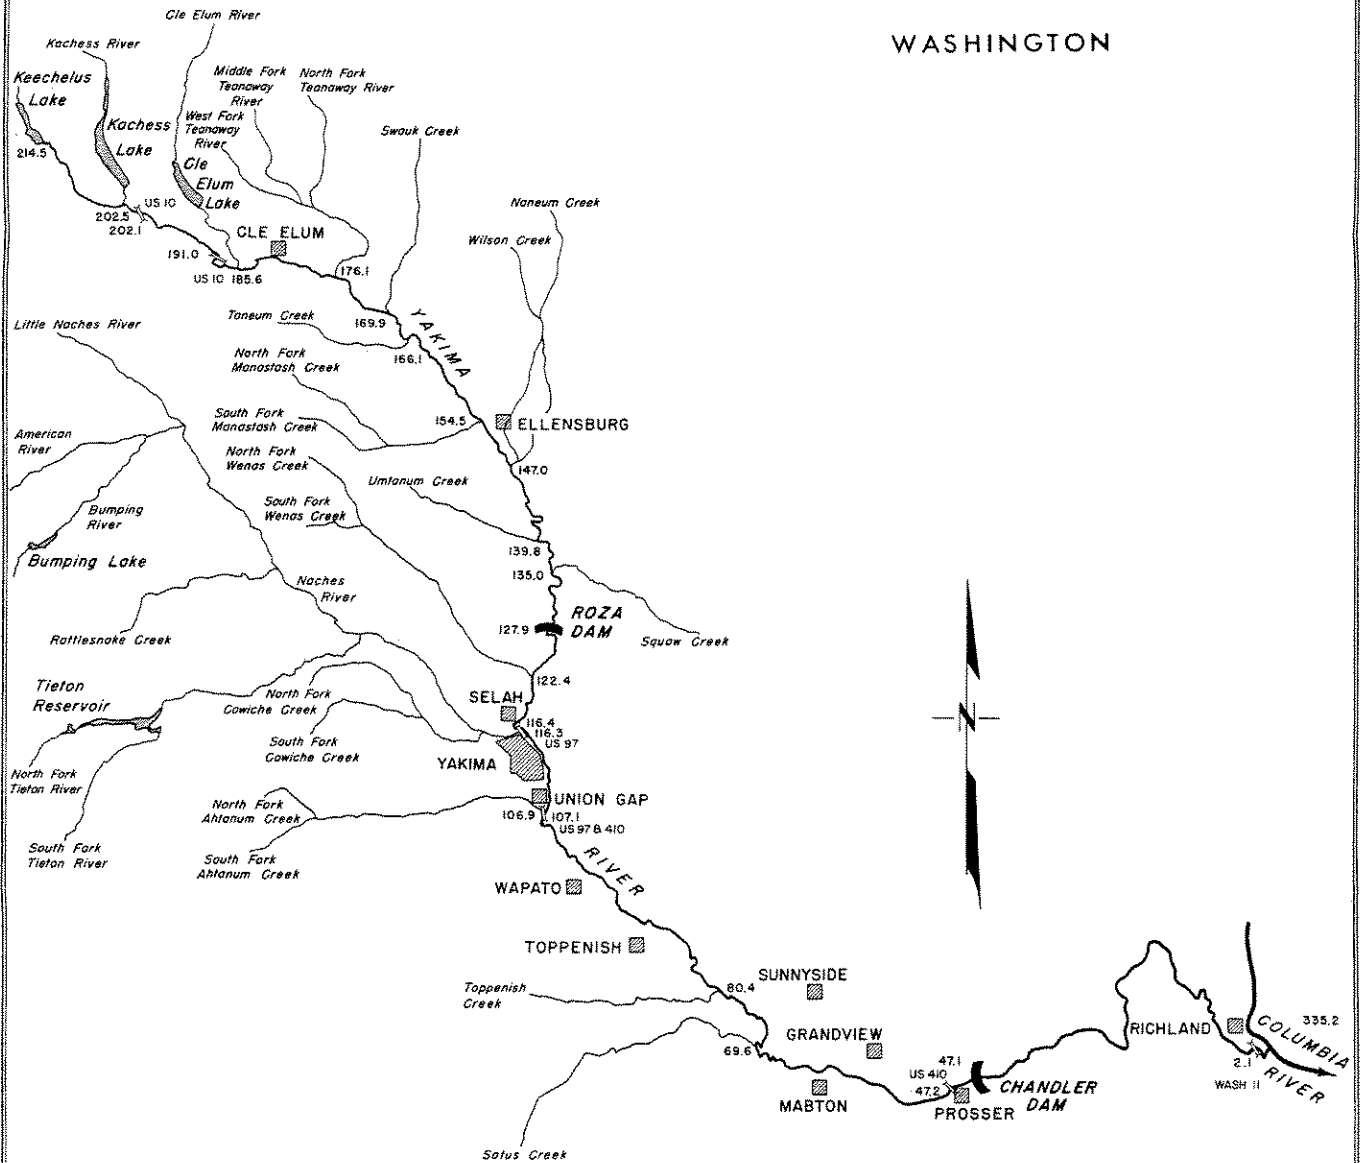 WASHINGTON
Cle Elum River
Kachess River
Keechelus
Lake
Middle Fork
Teanaway
River
North Fork
Teanaway River
West Fork
Teanaway
River
Swauk Creek
Kachess
Lake
214.5
Cle
Elum
Lake
Naneum Creek
Wilson Creek
202.5
US 10
202.1
CLE ELUM
191.0
US 10
185.6
176.1
Little Naches River
Taneum Creek
169.9
YAKIMA
166.1
North Fork
Manastash Creek
South Fork
Manastash Creek
154.5
ELLENSBURG
American
River
North Fork
Wenas Creek
147.0
Umtanum Creek
South Fork
Wenas Creek
Bumping
River
Bumping Lake
139.8
135.0
Naches
River
ROZA
DAM
127.9
Rattlesnake Creek
Squaw Creek
122.4
Tieton
Reservoir
North Fork
Cowiche Creek
SELAH
116.4
116.3
US 97
South Fork
Cowiche Creek
YAKIMA
N
North Fork
Tieton River
UNION GAP
North Fork
Ahtanum Creek
106.9
107.1
US 97 & 410
South Fork
Tieton River
South Fork
Ahtanum Creek
RIVER
WAPATO
TOPPENISH
SUNNYSIDE
Toppenish
Creek
80.4
GRANDVIEW
RICHLAND
COLUMBIA
RIVER
335.2
69.6
47.1
US 410
47.2
2.1
WASH 11
CHANDLER
DAM
MABTON
PROSSER
Satus Creek